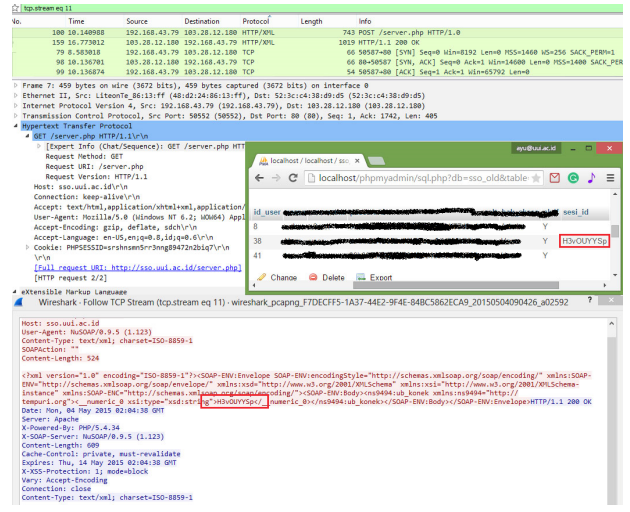 tcp.stream eq 11
No. Time Source Destination Protocol Length Info
100 10.140988 192.168.43.79 103.28.12.180 HTTP/XML 743 POST /server.php HTTP/1.0
159 16.773012 103.28.12.180 192.168.43.79 HTTP/XML 1019 HTTP/1.1 200 OK
79 8.583018 192.168.43.79 103.28.12.180 TCP 66 50587→80 [SYN] Seq=0 Win=8192 Len=0 MSS=1460 WS=256 SACK_PERM=1
98 10.136701 103.28.12.180 192.168.43.79 TCP 66 80→50587 [SYN, ACK] Seq=0 Ack=1 Win=14600 Len=0 MSS=1400 SACK_PER
99 10.136874 192.168.43.79 103.28.12.180 TCP 54 50587→80 [ACK] Seq=1 Ack=1 Win=65792 Len=0
Frame 7: 459 bytes on wire (3672 bits), 459 bytes captured (3672 bits) on interface 0
Ethernet II, Src: LiteonTe_86:13:ff (48:d2:24:86:13:ff), Dst: 52:3c:c4:38:d9:d5 (52:3c:c4:38:d9:d5)
Internet Protocol Version 4, Src: 192.168.43.79 (192.168.43.79), Dst: 103.28.12.180 (103.28.12.180)
Transmission Control Protocol, Src Port: 50552 (50552), Dst Port: 80 (80), Seq: 1, Ack: 1742, Len: 405
Hypertext Transfer Protocol
GET /server.php HTTP/1.1\r\n
[Expert Info (Chat/Sequence): GET /server.php HTT
Request Method: GET
Request URI: /server.php
Request Version: HTTP/1.1
Host: sso.uui.ac.id\r\n
Connection: keep-alive\r\n
Accept: text/html,application/xhtml+xml,application/
User-Agent: Mozilla/5.0 (Windows NT 6.2; WOW64) Appl
Accept-Encoding: gzip, deflate, sdch\r\n
Accept-Language: en-US,en;q=0.8,id;q=0.6\r\n
Cookie: PHPSESSID=srshnsmn5rr3nng89472n2biq7\r\n
\r\n
[Full request URI: http://sso.uui.ac.id/server.php]
[HTTP request 2/2]
eXtensible Markup Language
ayu@uui.ac.id
localhost / localhost / sso
localhost/phpmyadmin/sql.php?db=sso_old&table
id_user sesi_id
8 Y
38 Y H3vOUYYSp
41 Y
Change Delete Export
Wireshark · Follow TCP Stream (tcp.stream eq 11) · wireshark_pcapng_F7DECFF5-1A37-44E2-9F4E-84BC5862ECA9_20150504090426_a02592
Host: sso.uui.ac.id
User-Agent: NuSOAP/0.9.5 (1.123)
Content-Type: text/xml; charset=ISO-8859-1
SOAPAction: ""
Content-Length: 524
<?xml version="1.0" encoding="ISO-8859-1"?><SOAP-ENV:Envelope SOAP-ENV:encodingStyle="http://schemas.xmlsoap.org/soap/encoding/" xmlns:SOAP-
ENV="http://schemas.xmlsoap.org/soap/envelope/" xmlns:xsd="http://www.w3.org/2001/XMLSchema" xmlns:xsi="http://www.w3.org/2001/XMLSchema-
instance" xmlns:SOAP-ENC="http://schemas.xmlsoap.org/soap/encoding/"><SOAP-ENV:Body><ns9494:ub_konek xmlns:ns9494="http://
tempuri.org"><__numeric_0 xsi:type="xsd:string">H3vOUYYSp</__numeric_0></ns9494:ub_konek></SOAP-ENV:Body></SOAP-ENV:Envelope>HTTP/1.1 200 OK
Date: Mon, 04 May 2015 02:04:38 GMT
Server: Apache
X-Powered-By: PHP/5.4.34
X-SOAP-Server: NuSOAP/0.9.5 (1.123)
Content-Length: 609
Cache-Control: private, must-revalidate
Expires: Thu, 14 May 2015 02:04:38 GMT
X-XSS-Protection: 1; mode=block
Vary: Accept-Encoding
Connection: close
Content-Type: text/xml; charset=ISO-8859-1